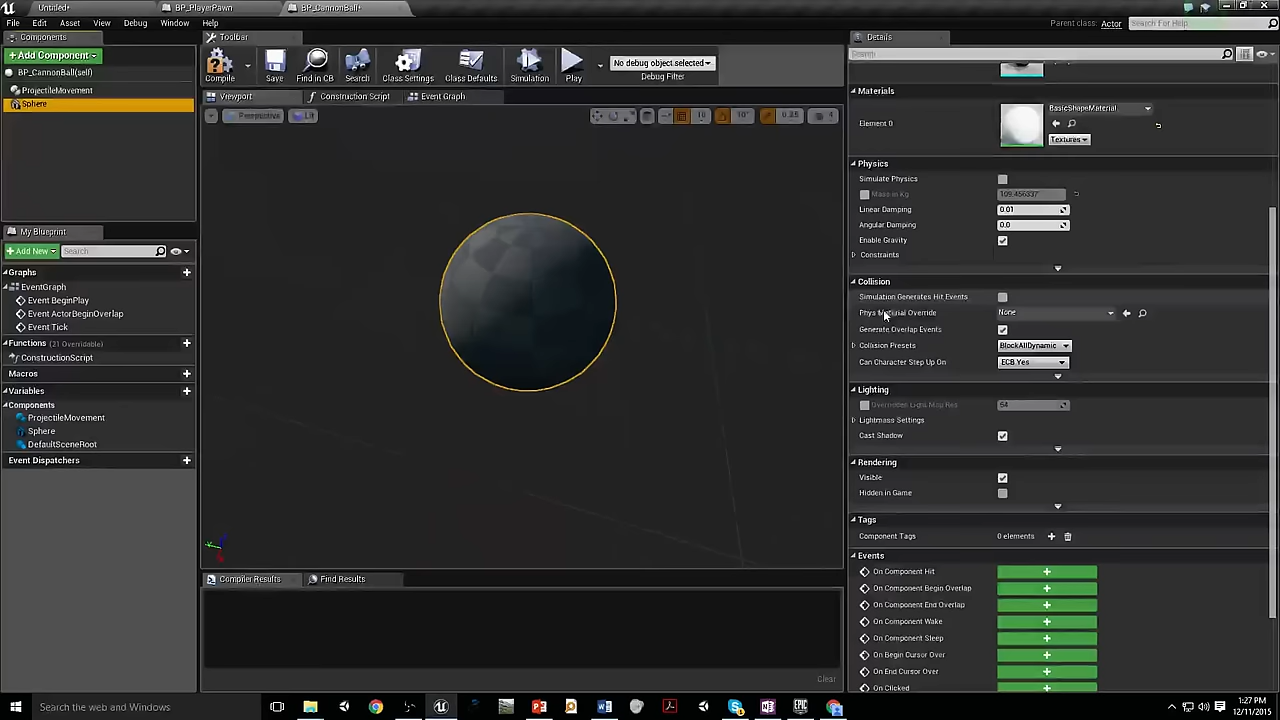 Untitled*
BP_PlayerPawn
BP_CannonBall*
File Edit Asset View Debug Window Help
Parent class: Actor
Search For Help
Components
Toolbar
Details
+ Add Component
BP_CannonBall(self)
ProjectileMovement
Sphere
Compile
Save
Find in CB
Search
Class Settings
Class Defaults
Simulation
Play
No debug object selected
Debug Filter
Viewport
Construction Script
Event Graph
Perspective
Lit
10
10°
0.25
4
My Blueprint
+ Add New
Search
Graphs
EventGraph
Event BeginPlay
Event ActorBeginOverlap
Event Tick
Functions (21 Overridable)
ConstructionScript
Macros
Variables
Components
ProjectileMovement
Sphere
DefaultSceneRoot
Event Dispatchers
Compiler Results
Find Results
Clear
Search
Materials
Element 0
BasicShapeMaterial
Textures
Physics
Simulate Physics
Mass in Kg
109.456337
Linear Damping
0.01
Angular Damping
0.0
Enable Gravity
Constraints
Collision
Simulation Generates Hit Events
Phys Material Override
None
Generate Overlap Events
Collision Presets
BlockAllDynamic
Can Character Step Up On
ECB Yes
Lighting
Overridden Light Map Res
64
Lightmass Settings
Cast Shadow
Rendering
Visible
Hidden in Game
Tags
Component Tags
0 elements
Events
On Component Hit
On Component Begin Overlap
On Component End Overlap
On Component Wake
On Component Sleep
On Begin Cursor Over
On End Cursor Over
On Clicked
Search the web and Windows
1:27 PM
12/11/2015